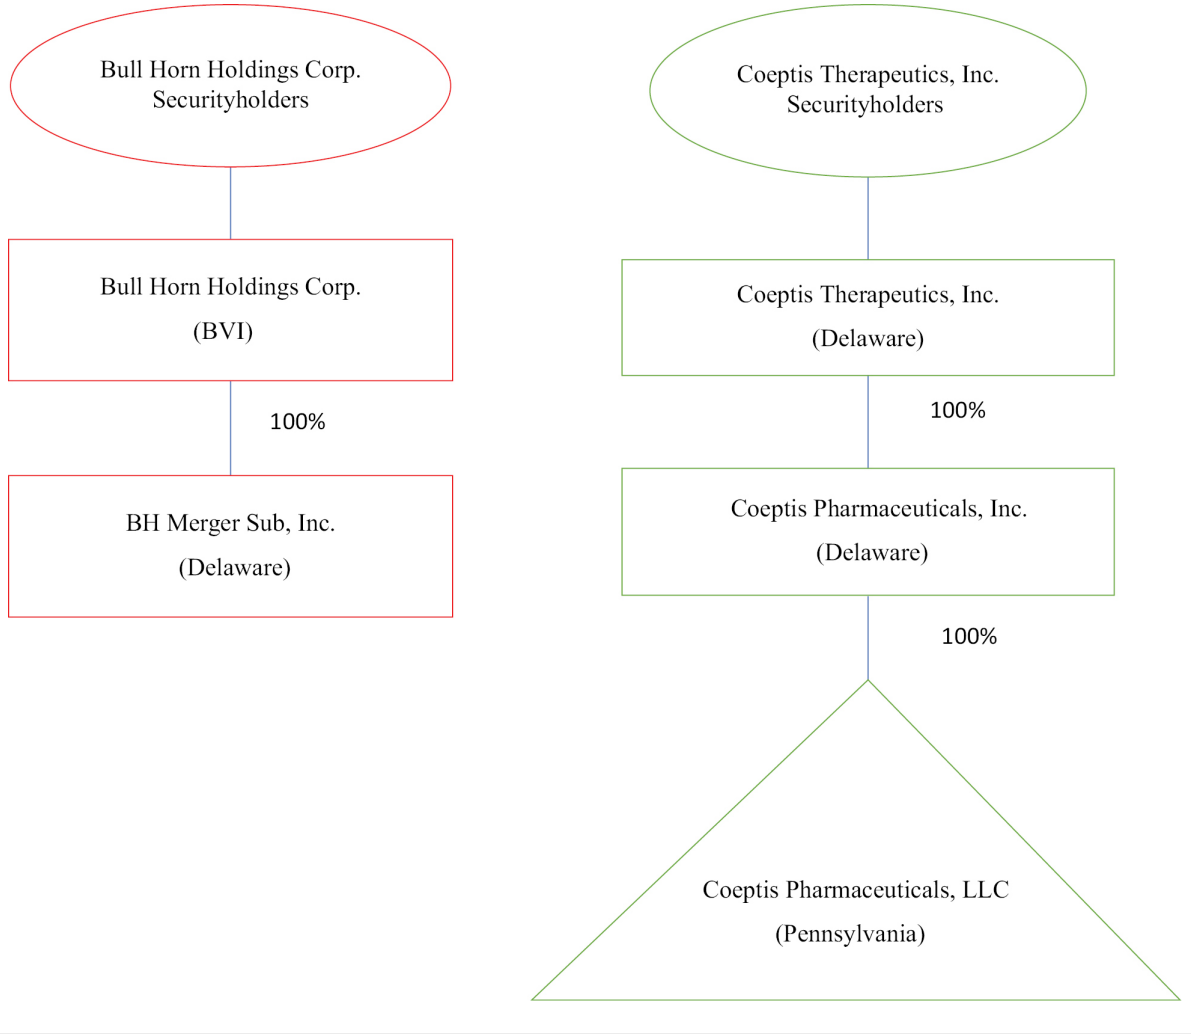 Bull Horn Holdings Corp.
Securityholders
Bull Horn Holdings Corp.
(BVI)
100%
BH Merger Sub, Inc.
(Delaware)
Coeptis Therapeutics, Inc.
Securityholders
Coeptis Therapeutics, Inc.
(Delaware)
100%
Coeptis Pharmaceuticals, Inc.
(Delaware)
100%
Coeptis Pharmaceuticals, LLC
(Pennsylvania)